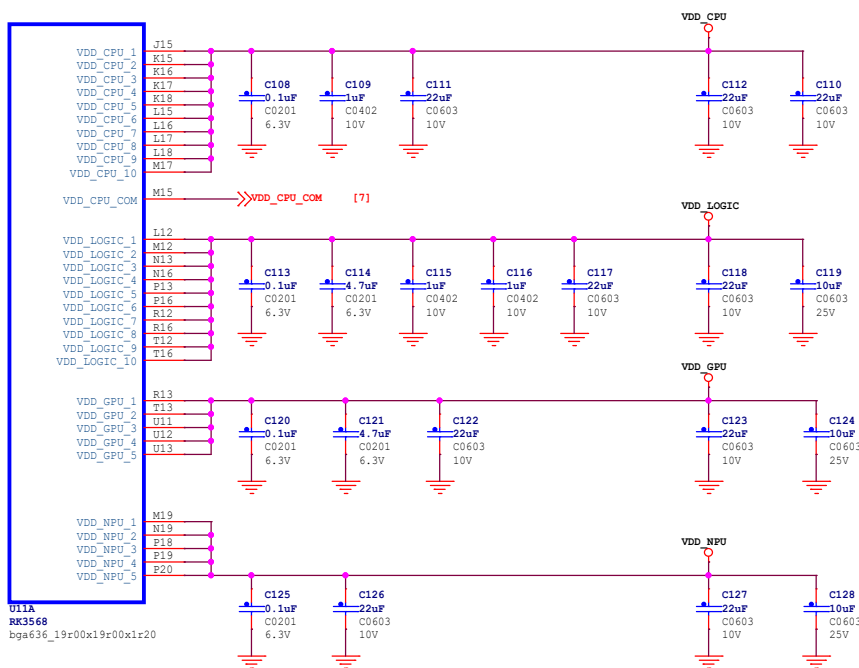 VDD_CPU
VDD_CPU_1 J15
VDD_CPU_2 K15
VDD_CPU_3 K16
VDD_CPU_4 K17
VDD_CPU_5 K18
VDD_CPU_6 L15
VDD_CPU_7 L16
VDD_CPU_8 L17
VDD_CPU_9 L18
VDD_CPU_10 M17
C108 C109 C111 C112 C110
0.1uF 1uF 22uF 22uF 22uF
C0201 C0402 C0603 C0603 C0603
6.3V 10V 10V 10V 10V
VDD_CPU_COM M15 VDD_CPU_COM [7]
VDD_LOGIC
VDD_LOGIC_1 L12
VDD_LOGIC_2 M12
VDD_LOGIC_3 N13
VDD_LOGIC_4 N16
VDD_LOGIC_5 P13
VDD_LOGIC_6 P16
VDD_LOGIC_7 R12
VDD_LOGIC_8 R16
VDD_LOGIC_9 T12
VDD_LOGIC_10 T16
C113 C114 C115 C116 C117 C118 C119
0.1uF 4.7uF 1uF 1uF 22uF 22uF 10uF
C0201 C0201 C0402 C0402 C0603 C0603 C0603
6.3V 6.3V 10V 10V 10V 10V 25V
VDD_GPU
VDD_GPU_1 R13
VDD_GPU_2 T13
VDD_GPU_3 U11
VDD_GPU_4 U12
VDD_GPU_5 U13
C120 C121 C122 C123 C124
0.1uF 4.7uF 22uF 22uF 10uF
C0201 C0201 C0603 C0603 C0603
6.3V 6.3V 10V 10V 25V
VDD_NPU
VDD_NPU_1 M19
VDD_NPU_2 N19
VDD_NPU_3 P18
VDD_NPU_4 P19
VDD_NPU_5 P20
C125 C126 C127 C128
0.1uF 22uF 22uF 10uF
C0201 C0603 C0603 C0603
6.3V 10V 10V 25V
U11A
RK3568
bga636_19r00x19r00x1r20